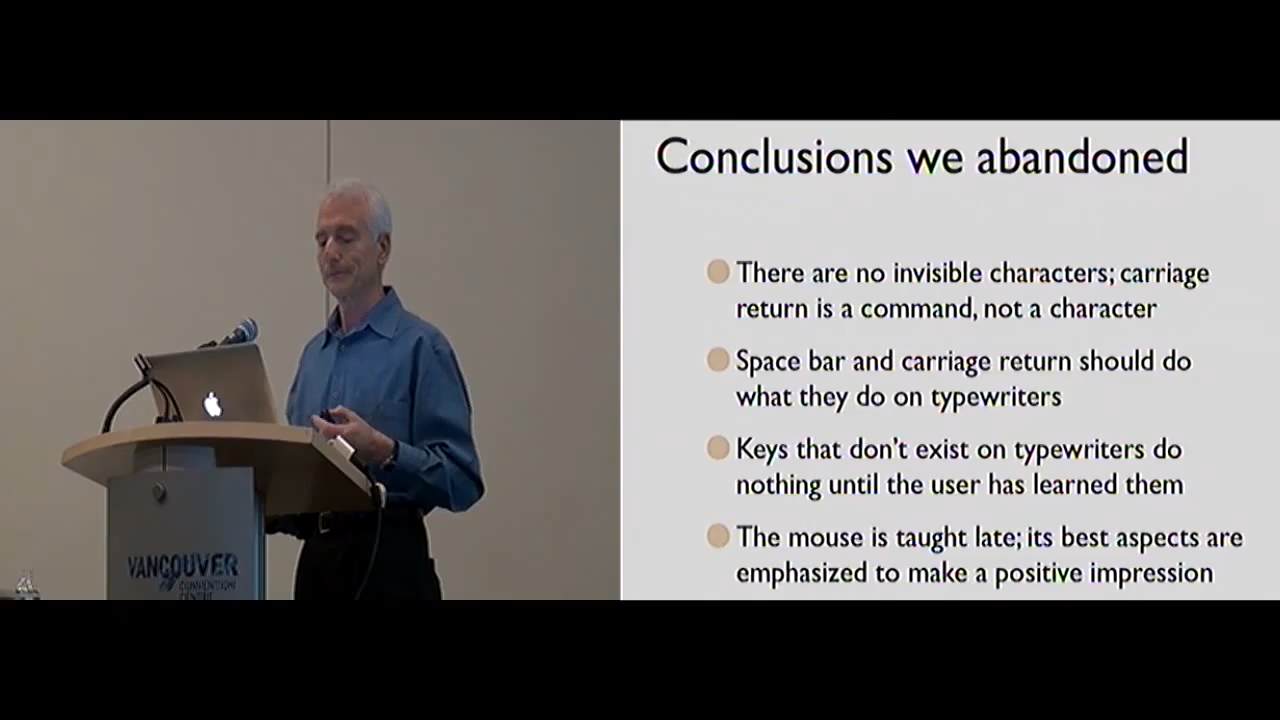 Conclusions we abandoned
There are no invisible characters; carriage
return is a command, not a character
Space bar and carriage return should do
what they do on typewriters
Keys that don't exist on typewriters do
nothing until the user has learned them
The mouse is taught late; its best aspects are
emphasized to make a positive impression
VANCOUVER
CONVENTION
CENTRE